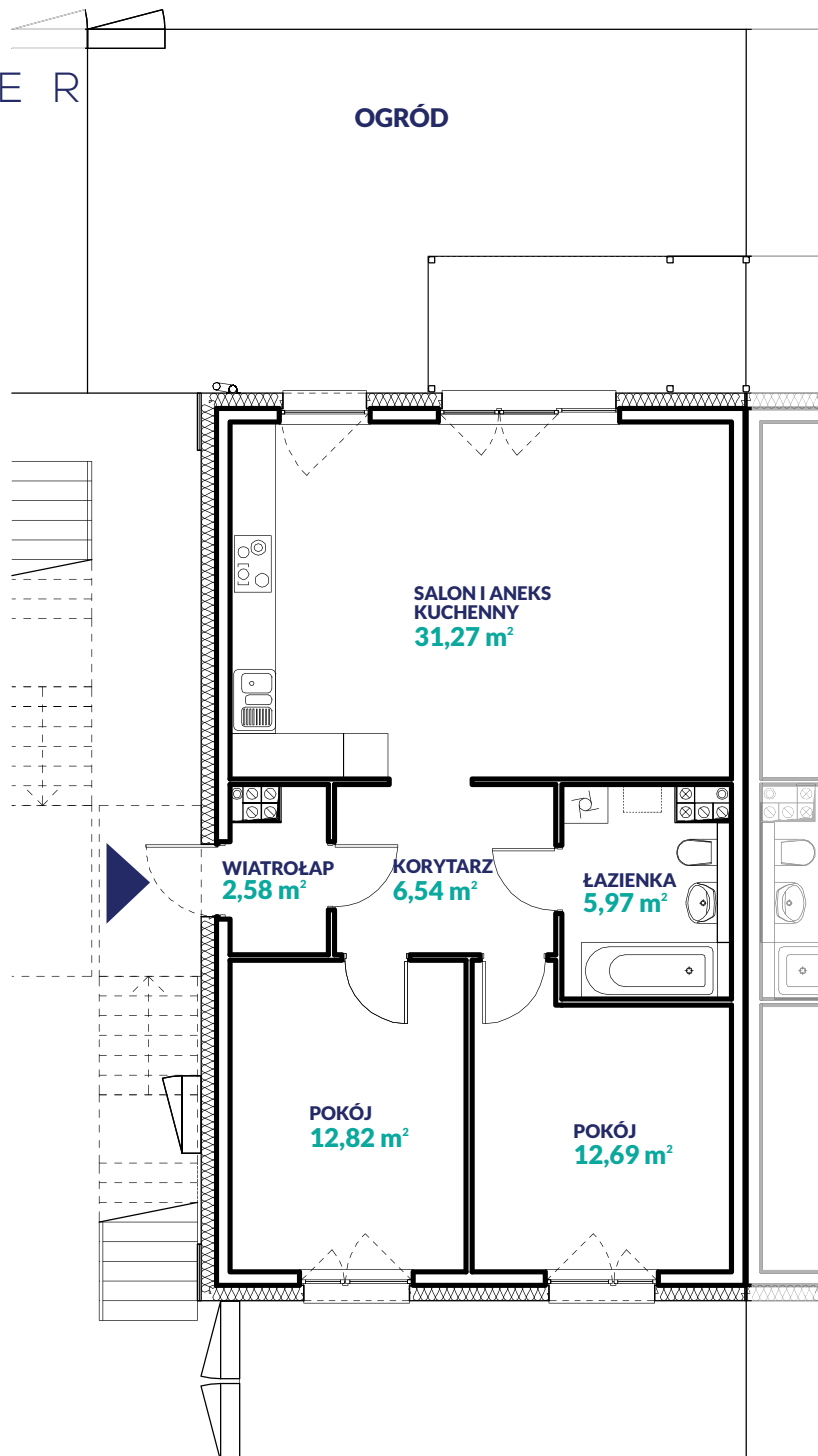 E R
OGRÓD
SALON I ANEKS
KUCHENNY
31,27 m²
WIATROŁAP
2,58 m²
KORYTARZ
6,54 m²
ŁAZIENKA
5,97 m²
POKÓJ
12,82 m²
POKÓJ
12,69 m²